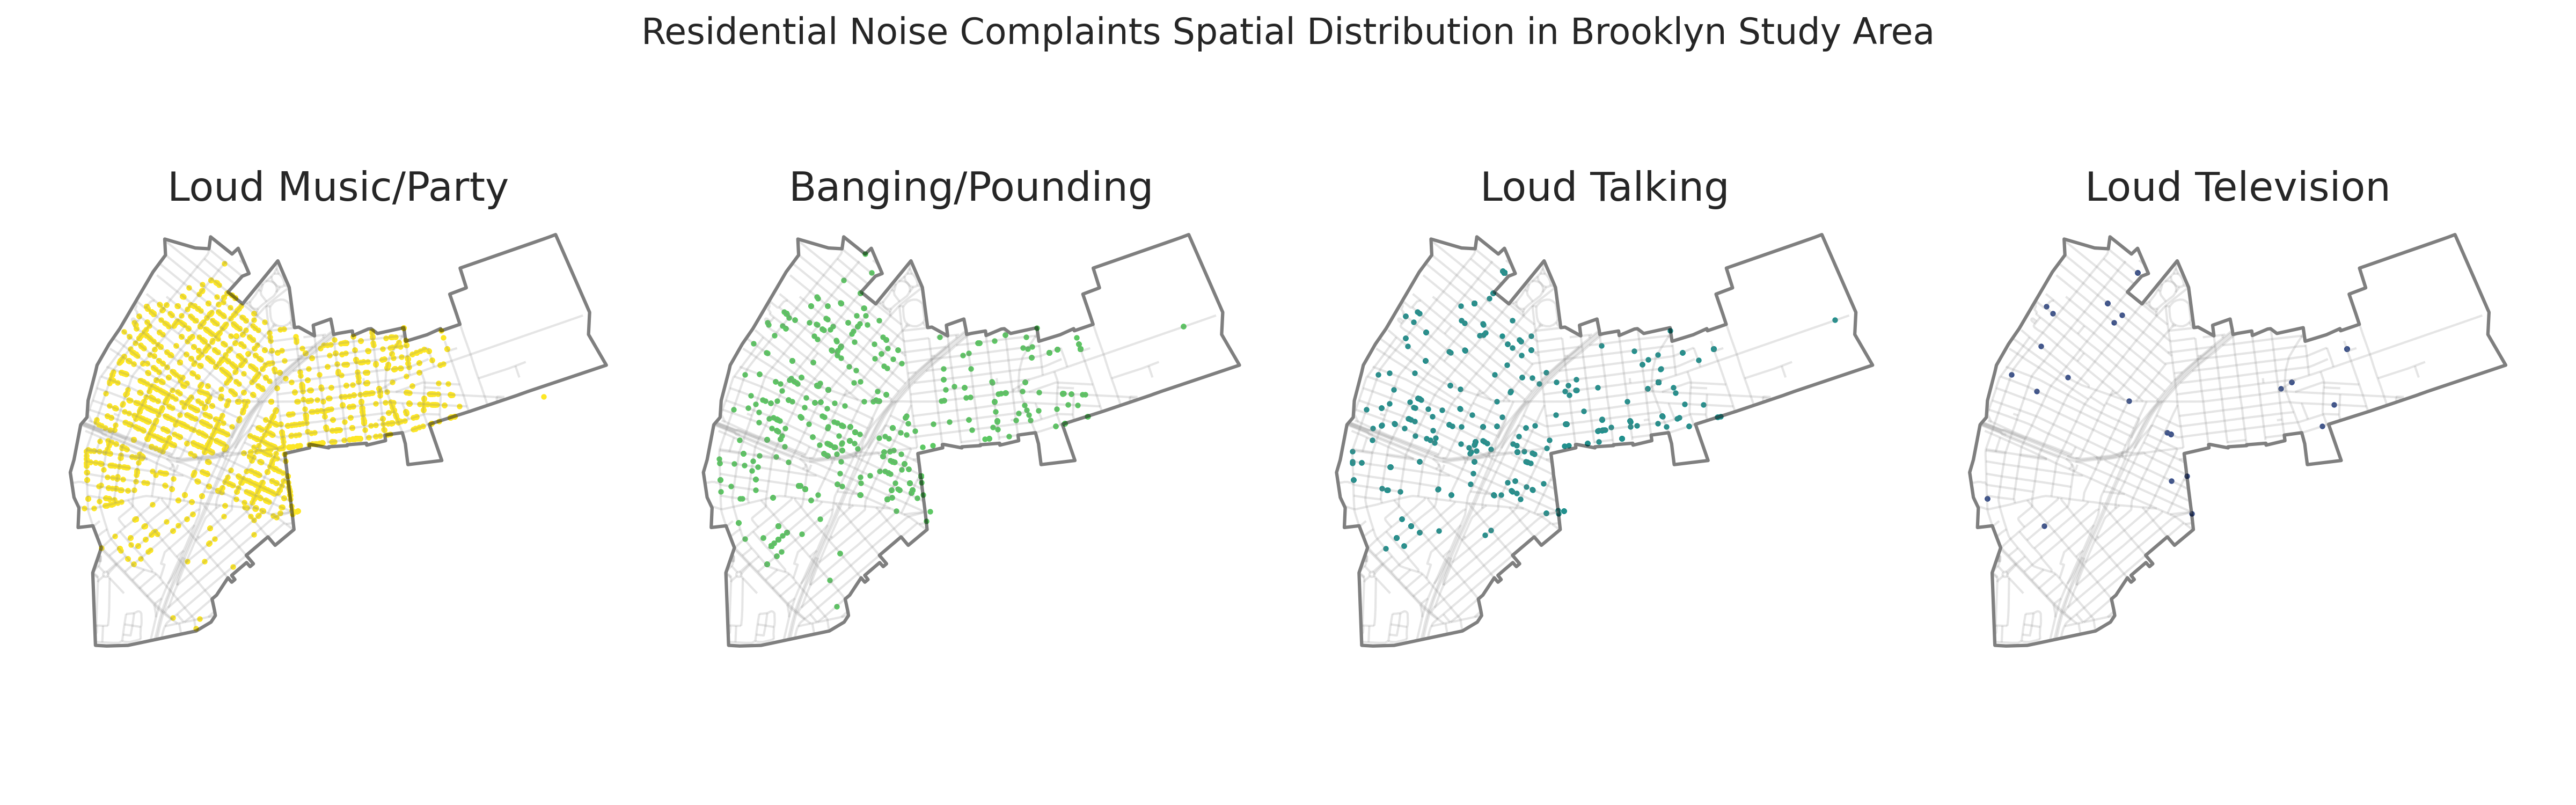 Residential Noise Complaints Spatial Distribution in Brooklyn Study Area
Loud Music/Party
Banging/Pounding
Loud Talking
Loud Television